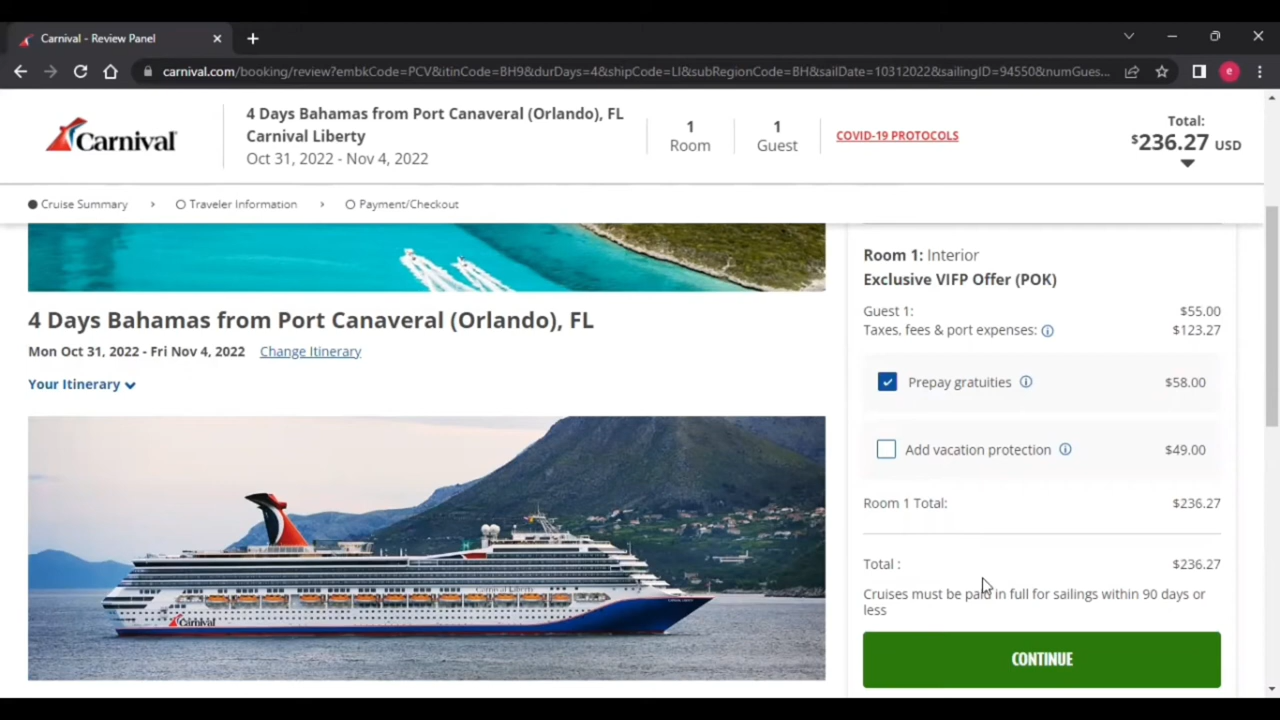 Carnival - Review Panel
carnival.com/booking/review?embkCode=PCV&itinCode=BH9&durDays=4&shipCode=LI&subRegionCode=BH&sailDate=10312022&sailingID=94550&numGues...
e
Carnival
4 Days Bahamas from Port Canaveral (Orlando), FL
Carnival Liberty
Oct 31, 2022 - Nov 4, 2022
1
Room
1
Guest
COVID-19 PROTOCOLS
Total:
$236.27 USD
Cruise Summary
Traveler Information
Payment/Checkout
4 Days Bahamas from Port Canaveral (Orlando), FL
Mon Oct 31, 2022 - Fri Nov 4, 2022 Change Itinerary
Your Itinerary
Carnival Liberty
Carnival
Room 1: Interior
Exclusive VIFP Offer (POK)
Guest 1: $55.00
Taxes, fees & port expenses: $123.27
Prepay gratuities $58.00
Add vacation protection $49.00
Room 1 Total: $236.27
Total : $236.27
Cruises must be paid in full for sailings within 90 days or
less
CONTINUE